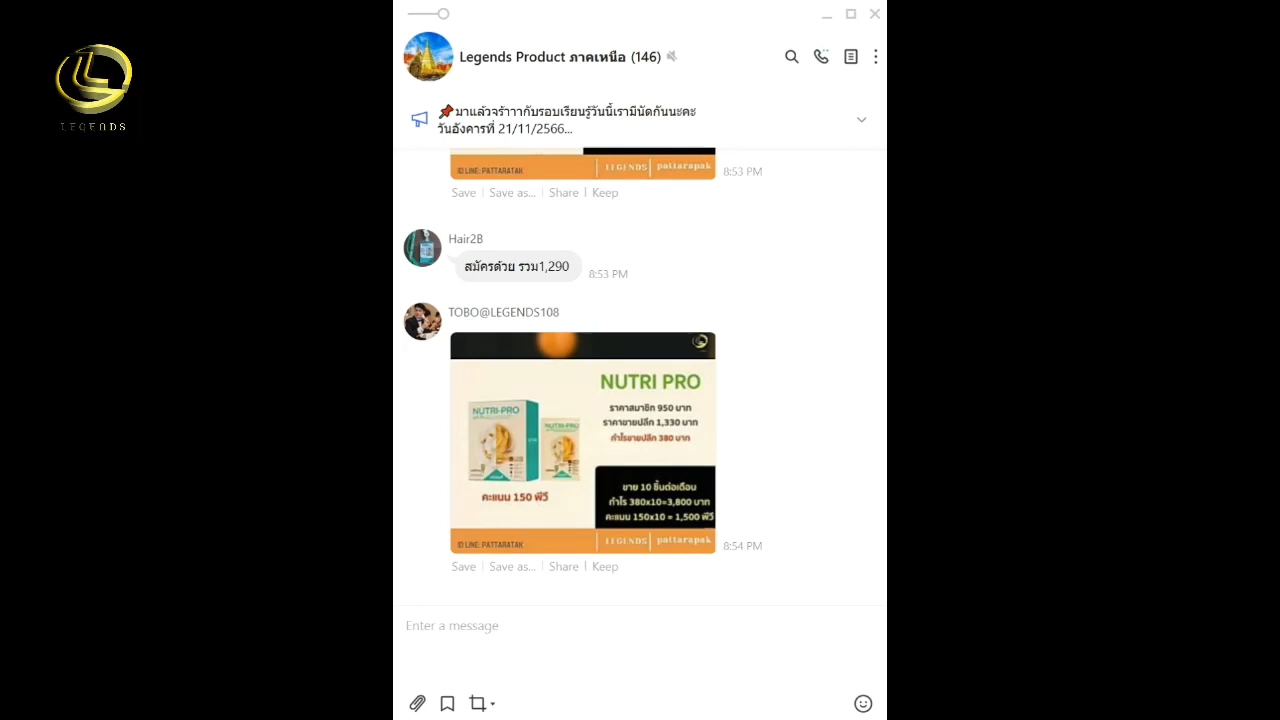 LEGENDS
Legends Product ภาคเหนือ (146)
📌มาแล้วจร้าาากับรอบเรียนรู้วันนี้เรามีนัดกันนะคะ
วันอังคารที่ 21/11/2566...
ID LINE: PATTARATAK
LEGENDS
pattarapak
8:53 PM
Save
Save as...
Share
Keep
Hair2B
สมัครด้วย รวม1,290
8:53 PM
TOBO@LEGENDS108
NUTRI PRO
ราคาสมาชิก 950 บาท
ราคาขายปลีก 1,330 บาท
กำไรขายปลีก 380 บาท
NUTRI-PRO
NUTRI-PRO
คะแนน 150 พีวี
ขาย 10 ชิ้นต่อเดือน
กำไร 380x10=3,800 บาท
คะแนน 150x10 = 1,500 พีวี
ID LINE: PATTARATAK
LEGENDS
pattarapak
8:54 PM
Save
Save as...
Share
Keep
Enter a message